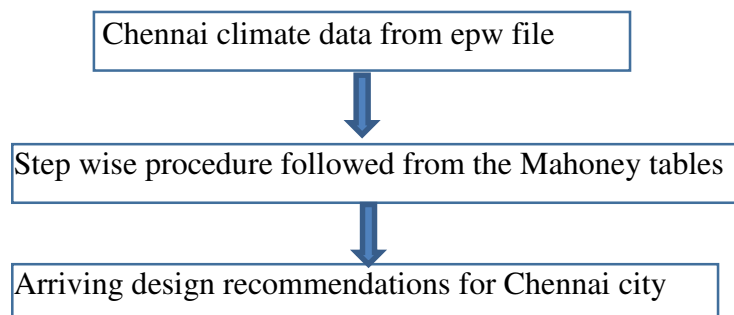 Chennai climate data from epw file
Step wise procedure followed from the Mahoney tables
Arriving design recommendations for Chennai city